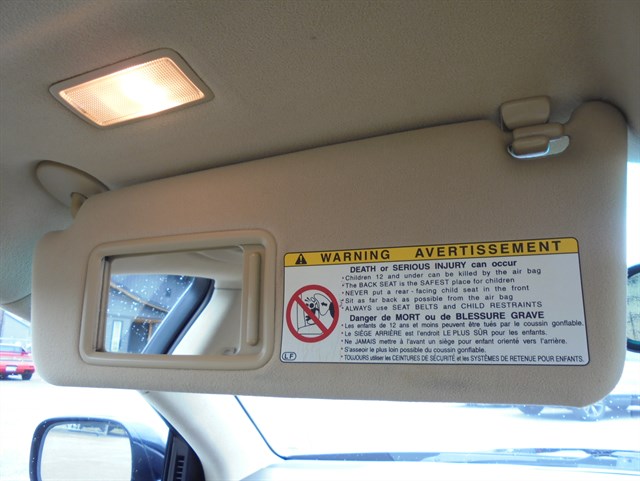 WARNING AVERTISSEMENT
DEATH or SERIOUS INJURY can occur
•Children 12 and under can be killed by the air bag
•The BACK SEAT is the SAFEST place for children
•NEVER put a rear-facing child seat in the front
•Sit as far back as possible from the air bag
•ALWAYS use SEAT BELTS and CHILD RESTRAINTS
Danger de MORT ou de BLESSURE GRAVE
•Les enfants de 12 ans et moins peuvent être tués par le coussin gonflable.
•Le SIÈGE ARRIÈRE est l'endroit LE PLUS SÛR pour les enfants.
•Ne JAMAIS mettre à l'avant un siège pour enfant orienté vers l'arrière.
•S'asseoir le plus loin possible du coussin gonflable.
•TOUJOURS utiliser les CEINTURES DE SÉCURITÉ et les SYSTÈMES DE RETENUE POUR ENFANTS.
LF